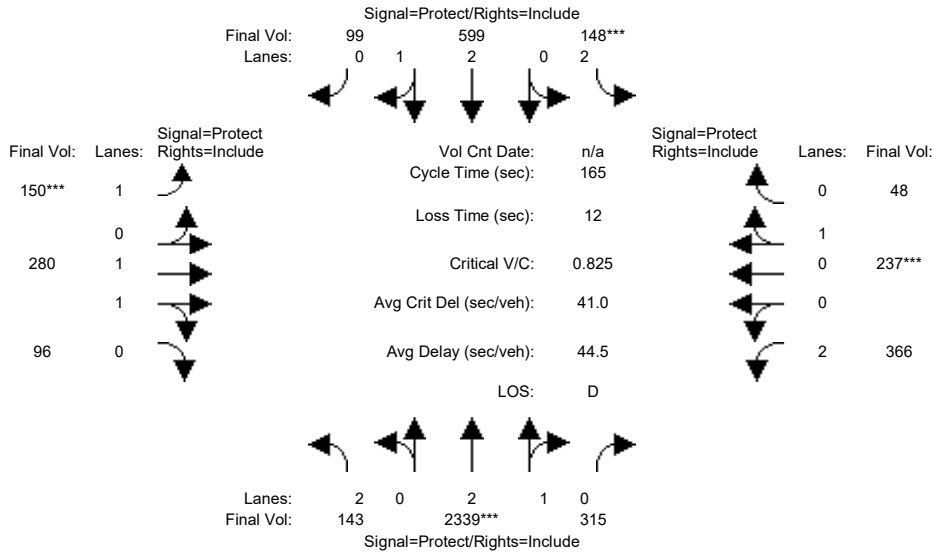 Signal=Protect/Rights=Include
Final Vol: 99 599 148***
Lanes: 0 1 2 0 2
Signal=Protect
Final Vol: Lanes: Rights=Include
Vol Cnt Date: n/a
Signal=Protect
Rights=Include Lanes: Final Vol:
Cycle Time (sec): 165
150*** 1
0 48
Loss Time (sec): 12
0
1
280 1
Critical V/C: 0.825
0 237***
1
Avg Crit Del (sec/veh): 41.0
0
96 0
Avg Delay (sec/veh): 44.5
2 366
LOS: D
Lanes: 2 0 2 1 0
Final Vol: 143 2339*** 315
Signal=Protect/Rights=Include